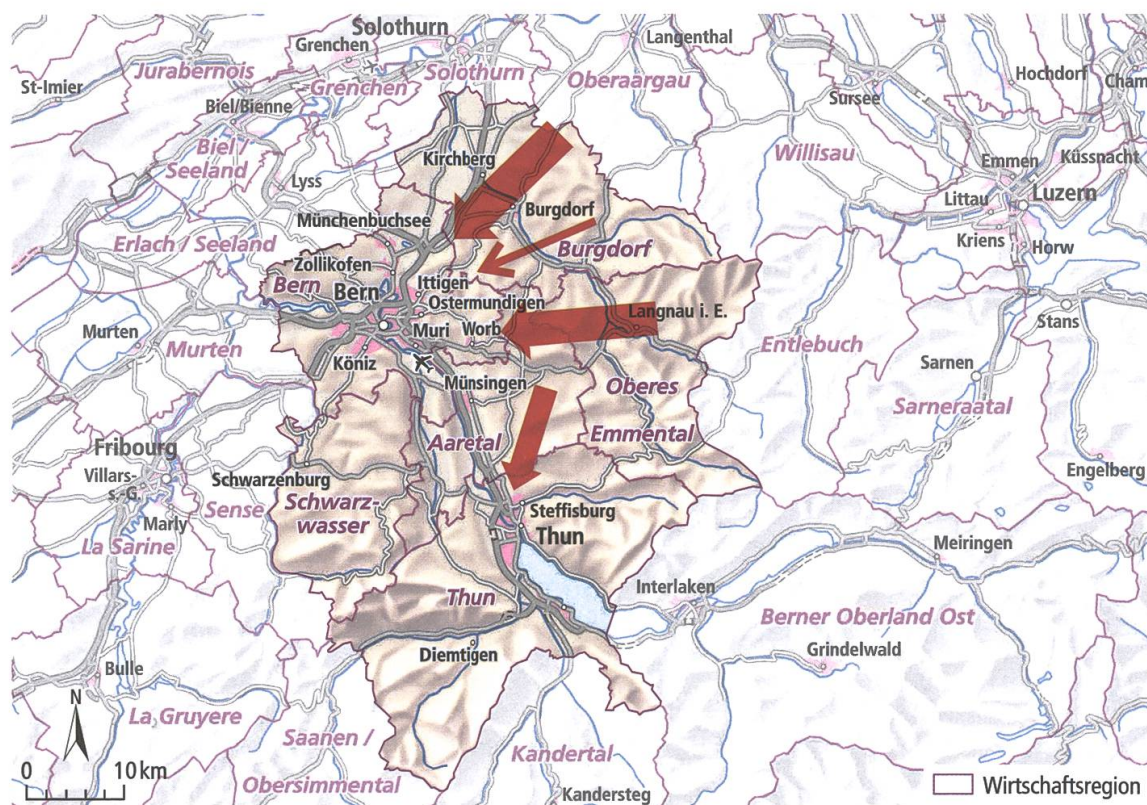 Solothurn
Grenchen
Langenthal
Jurabernois
Solothurn
Oberaargau
Hochdorf
Cham
St-Imier
Grenchen
Sursee
Biel/Bienne
Biel /
Seeland
Kirchberg
Willisau
Emmen
Küssnacht
Lyss
Littau
Luzern
Münchenbuchsee
Burgdorf
Kriens
Erlach / Seeland
Burgdorf
Horw
Zollikofen
Bern
Ittigen
Bern
Ostermundigen
Langnau i. E.
Stans
Murten
Muri
Worb
Murten
Entlebuch
Köniz
Sarnen
Münsingen
Oberes
Emmental
Sarneraatal
Aaretal
Fribourg
Engelberg
Villars-
s.-G.
Schwarzenburg
Schwarz-
wasser
Sense
Steffisburg
Marly
Thun
La Sarine
Meiringen
Interlaken
Thun
Berner Oberland Ost
Diemtigen
Grindelwald
Bulle
N
La Gruyere
Saanen /
Obersimmental
Kandertal
0 10 km
Kandersteg
Wirtschaftsregion